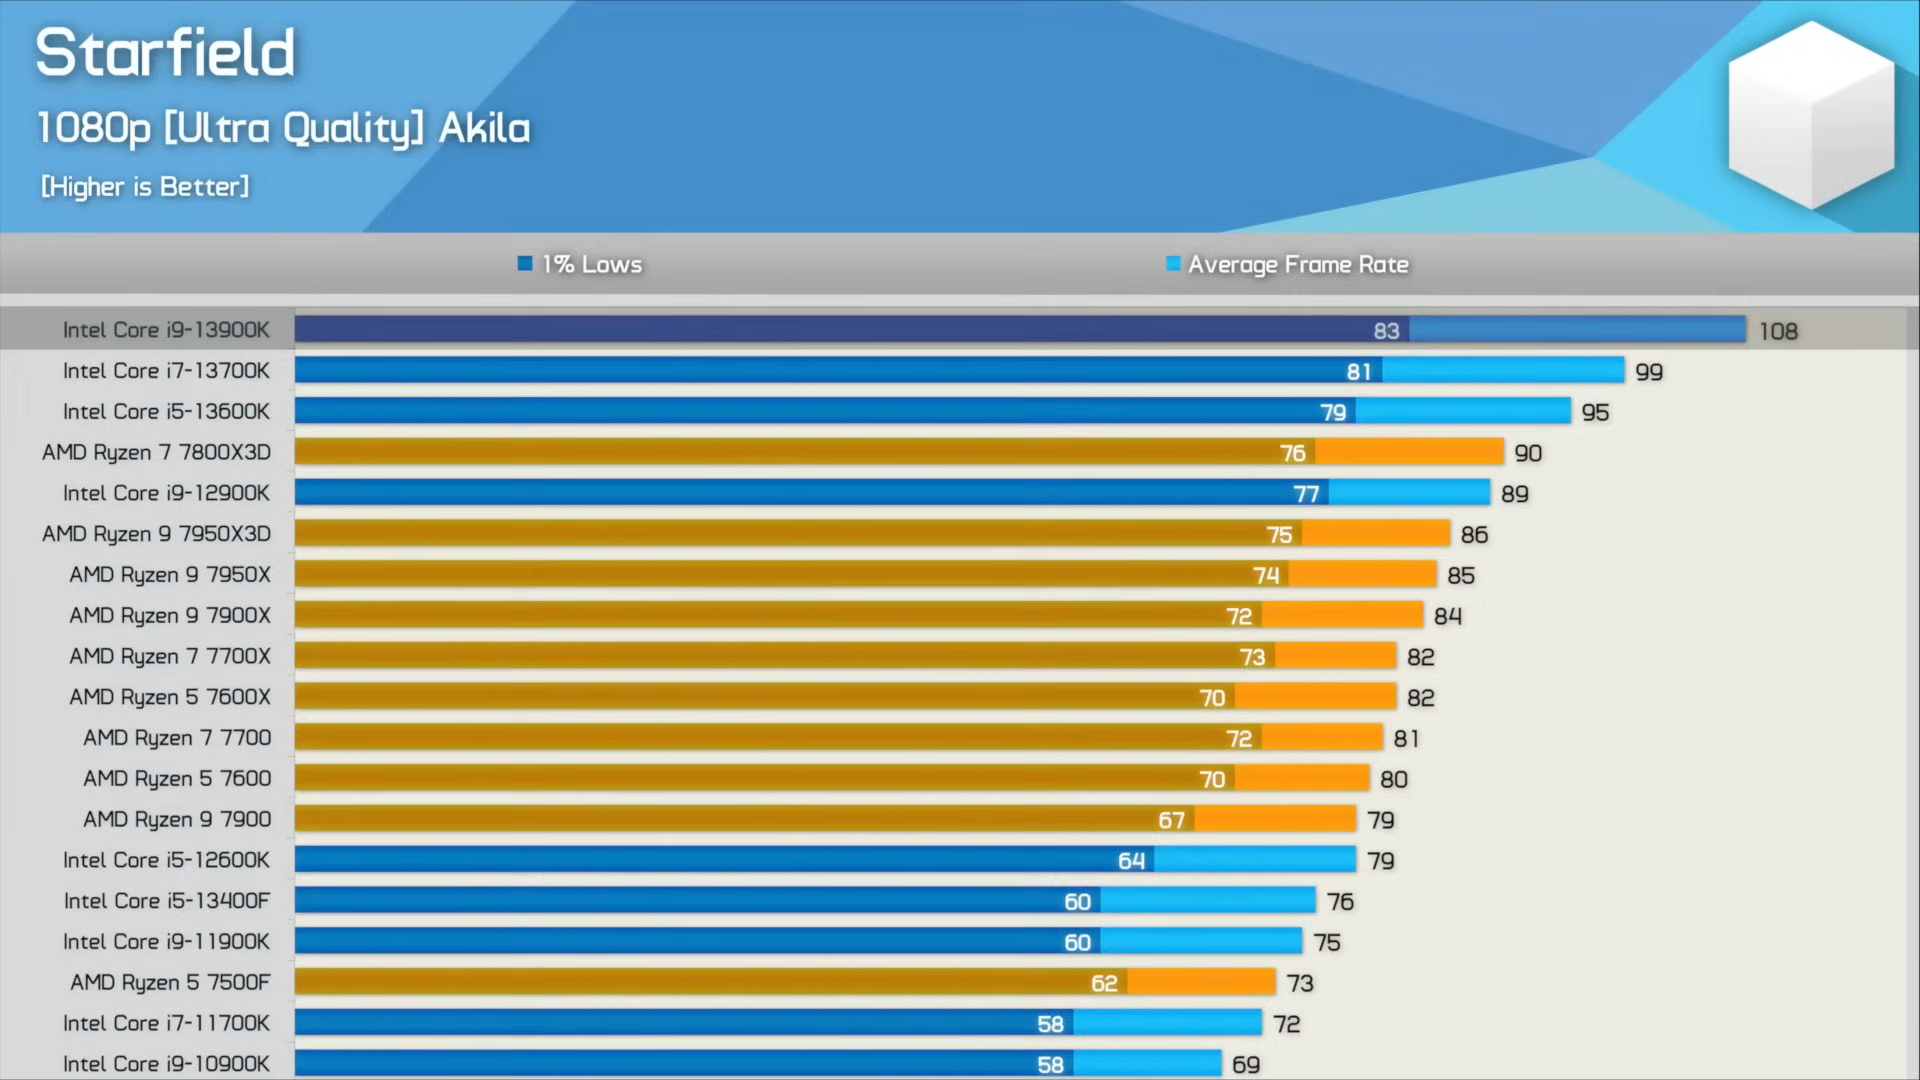 Starfield
1080p [Ultra Quality] Akila
[Higher is Better]
1% Lows Average Frame Rate
Intel Core i9-13900K 83 108
Intel Core i7-13700K 81 99
Intel Core i5-13600K 79 95
AMD Ryzen 7 7800X3D 76 90
Intel Core i9-12900K 77 89
AMD Ryzen 9 7950X3D 75 86
AMD Ryzen 9 7950X 74 85
AMD Ryzen 9 7900X 72 84
AMD Ryzen 7 7700X 73 82
AMD Ryzen 5 7600X 70 82
AMD Ryzen 7 7700 72 81
AMD Ryzen 5 7600 70 80
AMD Ryzen 9 7900 67 79
Intel Core i5-12600K 64 79
Intel Core i5-13400F 60 76
Intel Core i9-11900K 60 75
AMD Ryzen 5 7500F 62 73
Intel Core i7-11700K 58 72
Intel Core i9-10900K 58 69